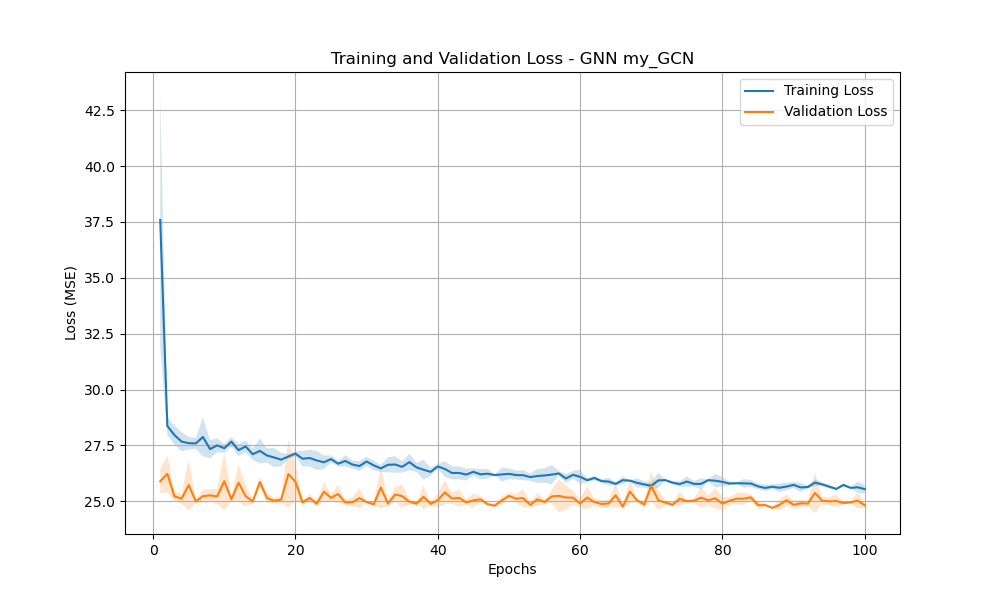 Training and Validation Loss - GNN my_GCN
Training Loss
Validation Loss
42.5
40.0
37.5
35.0
32.5
30.0
27.5
25.0
Loss (MSE)
0
20
40
60
80
100
Epochs